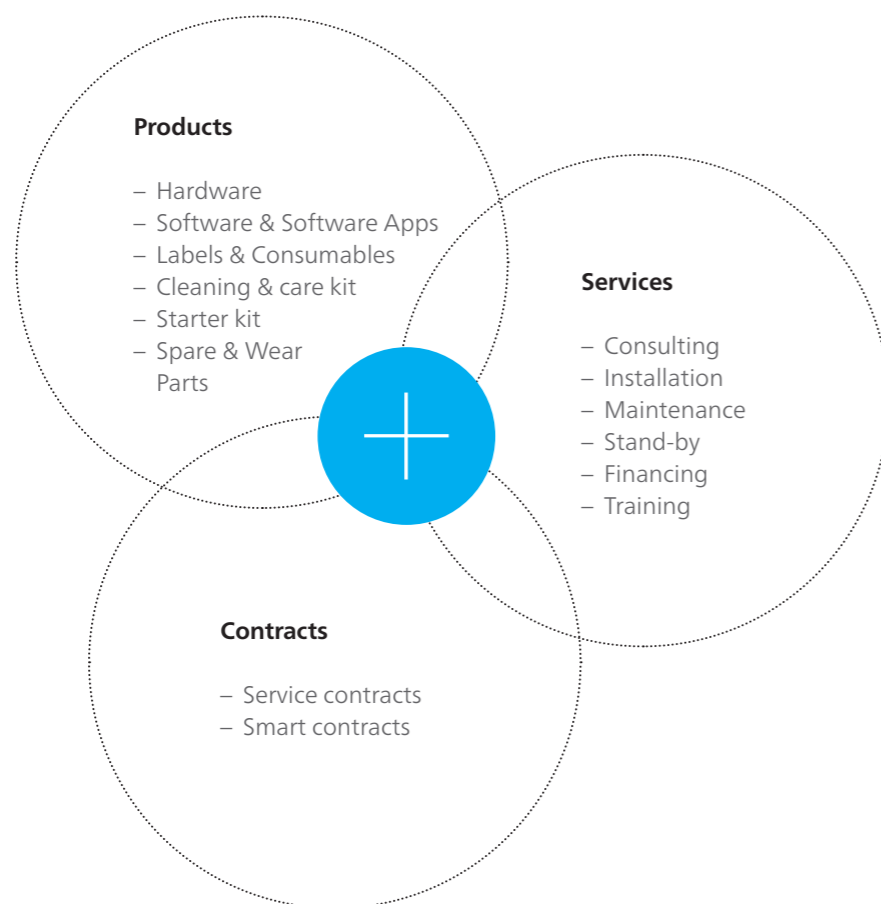 Products
– Hardware
– Software & Software Apps
– Labels & Consumables
– Cleaning & care kit
– Starter kit
– Spare & Wear
Parts
Services
– Consulting
– Installation
– Maintenance
– Stand-by
– Financing
– Training
Contracts
– Service contracts
– Smart contracts